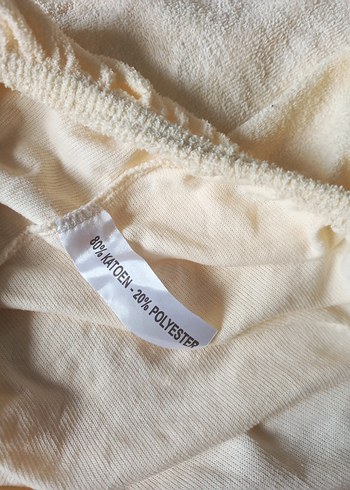 80% KATOEN - 20% POLYESTER